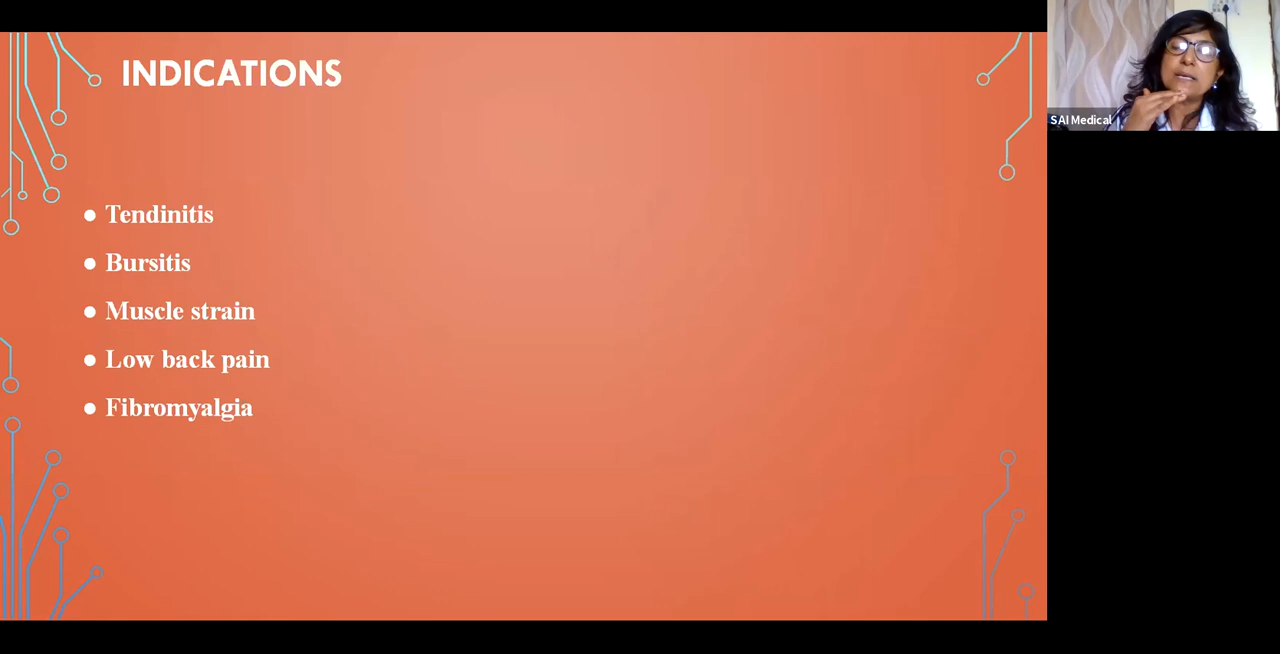 INDICATIONS
● Tendinitis
● Bursitis
● Muscle strain
● Low back pain
● Fibromyalgia
SAI Medical